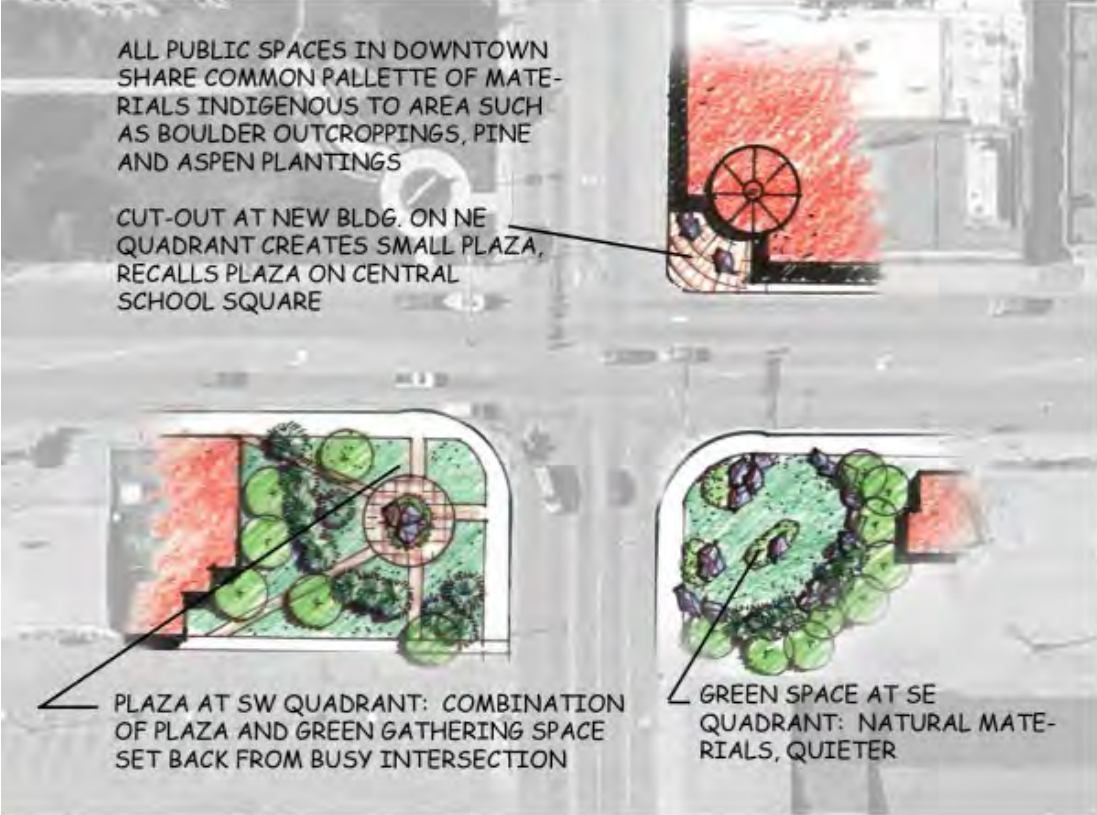 ALL PUBLIC SPACES IN DOWNTOWN
SHARE COMMON PALLETTE OF MATE-
RIALS INDIGENOUS TO AREA SUCH
AS BOULDER OUTCROPPINGS, PINE
AND ASPEN PLANTINGS
CUT-OUT AT NEW BLDG. ON NE
QUADRANT CREATES SMALL PLAZA,
RECALLS PLAZA ON CENTRAL
SCHOOL SQUARE
PLAZA AT SW QUADRANT: COMBINATION
OF PLAZA AND GREEN GATHERING SPACE
SET BACK FROM BUSY INTERSECTION
GREEN SPACE AT SE
QUADRANT: NATURAL MATE-
RIALS, QUIETER